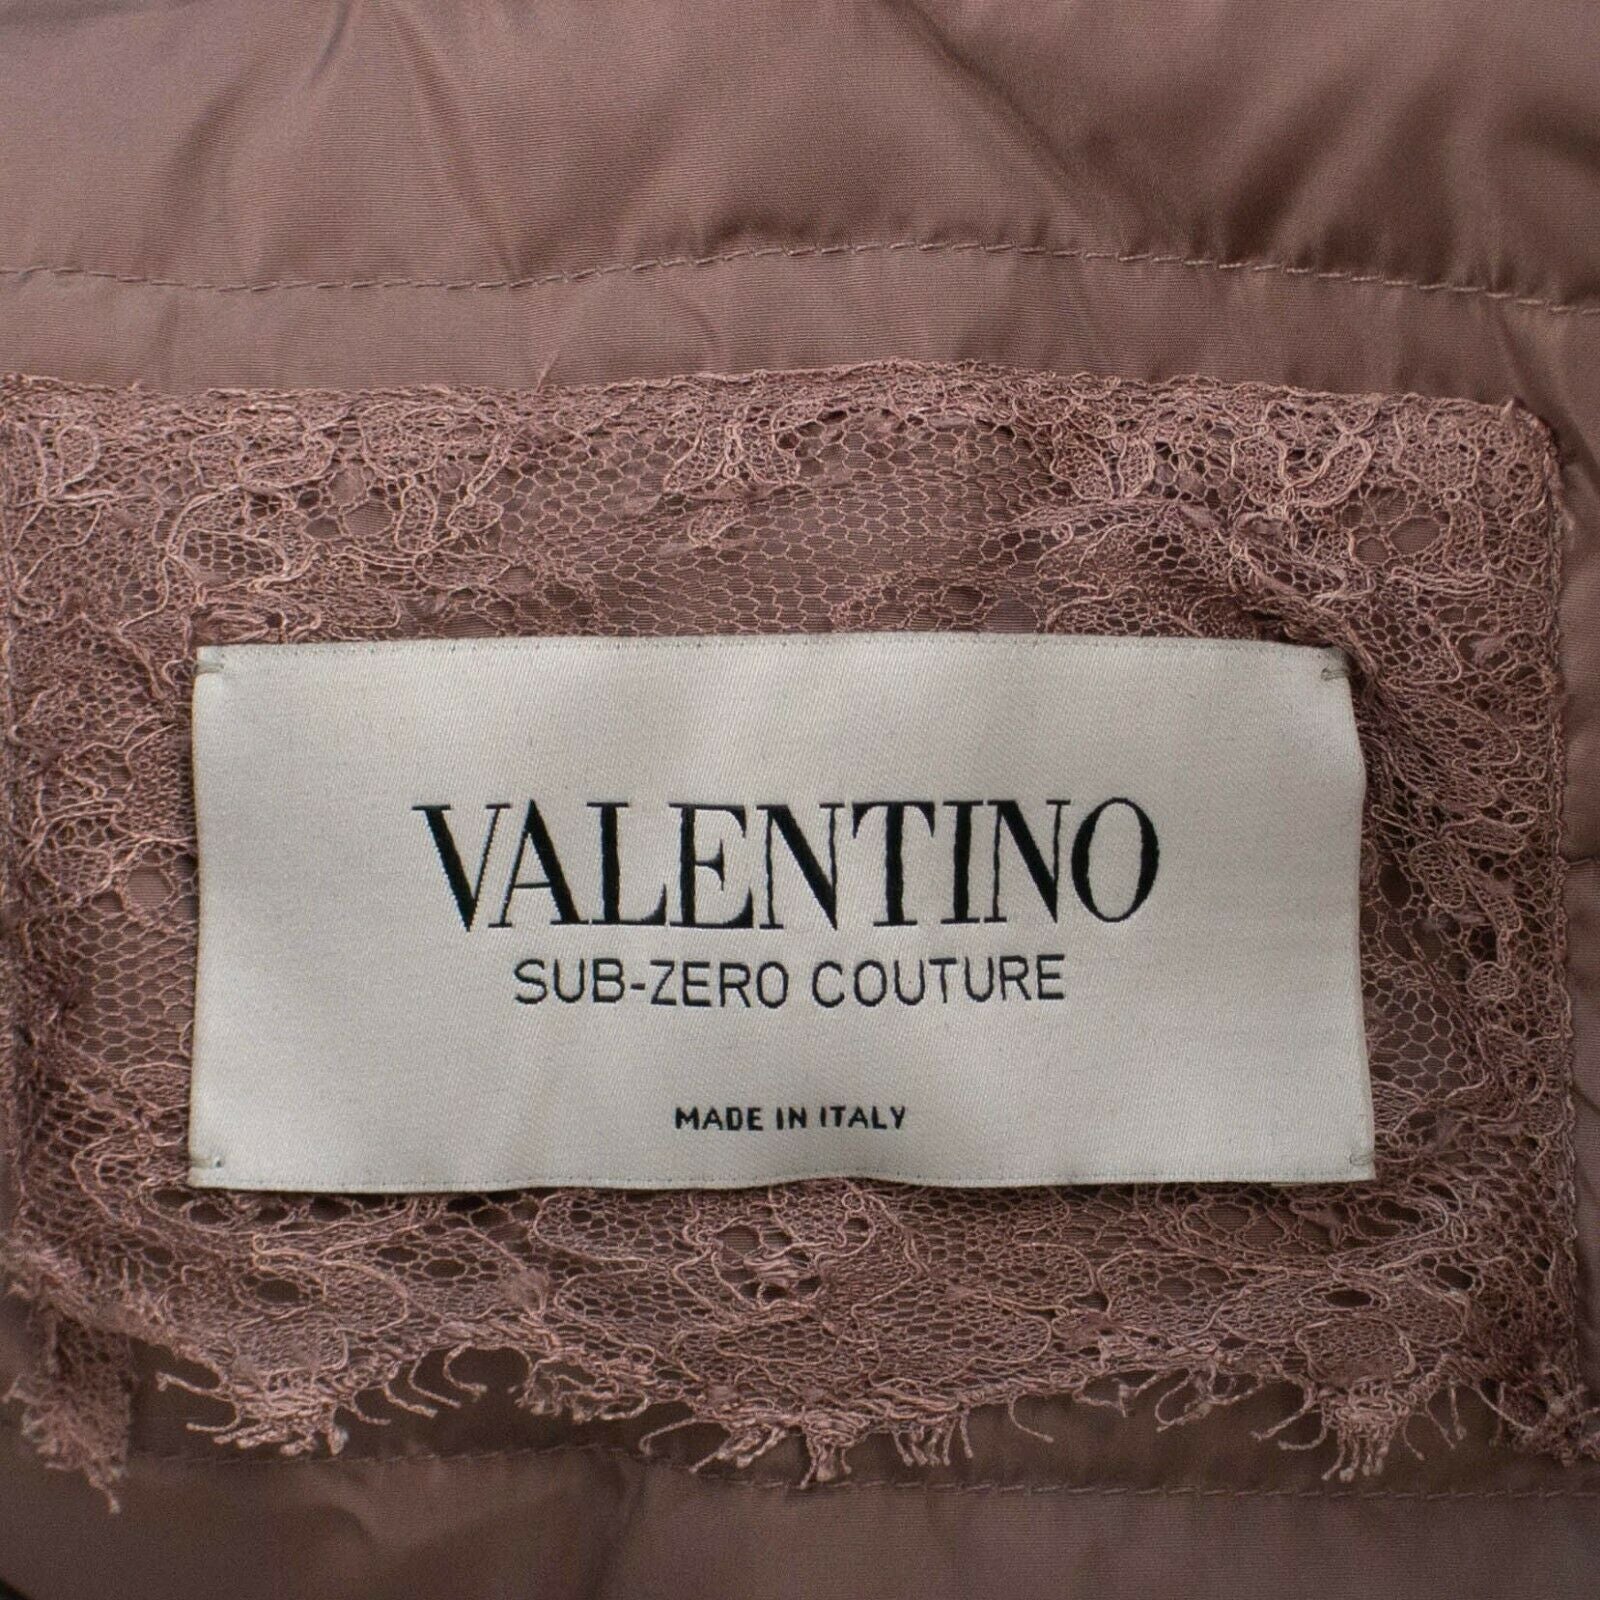 VALENTINO
SUB-ZERO COUTURE
MADE IN ITALY